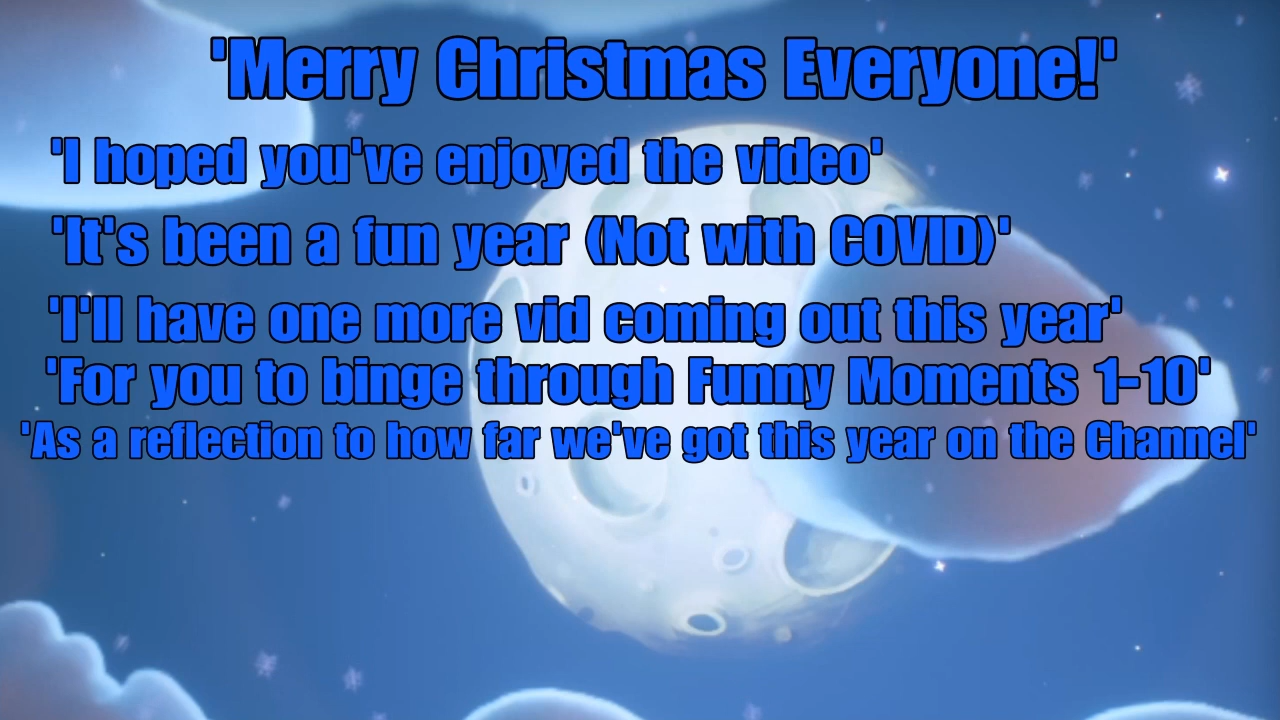 'Merry Christmas Everyone!'
'I hoped you've enjoyed the video'
'It's been a fun year (Not with COVID)'
'I'll have one more vid coming out this year'
'For you to binge through Funny Moments 1-10'
'As a reflection to how far we've got this year on the Channel'